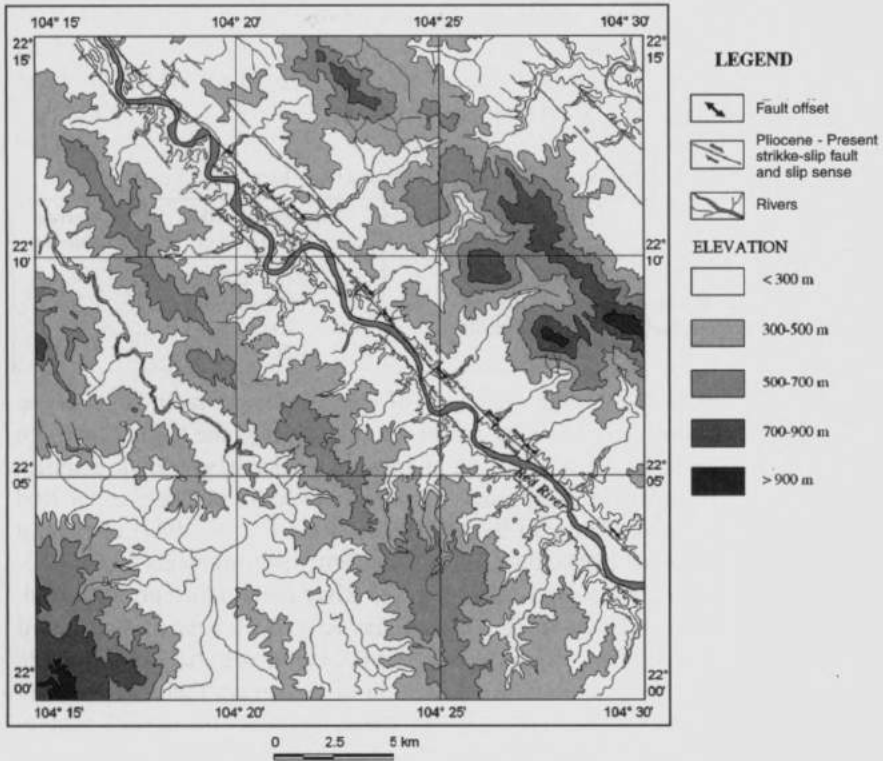 104° 15' 104° 20' 104° 25' 104° 30'
22°
15'
22°
15'
22°
10'
22°
10'
22°
05'
22°
05'
22°
00'
22°
00'
Red River
104° 15' 104° 20' 104° 25' 104° 30'
0 2.5 5 km
LEGEND
Fault offset
Pliocene - Present
strikke-slip fault
and slip sense
Rivers
ELEVATION
< 300 m
300-500 m
500-700 m
700-900 m
> 900 m